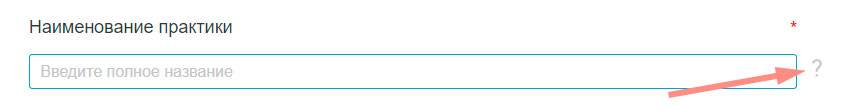 Наименование практики *
Введите полное название ?